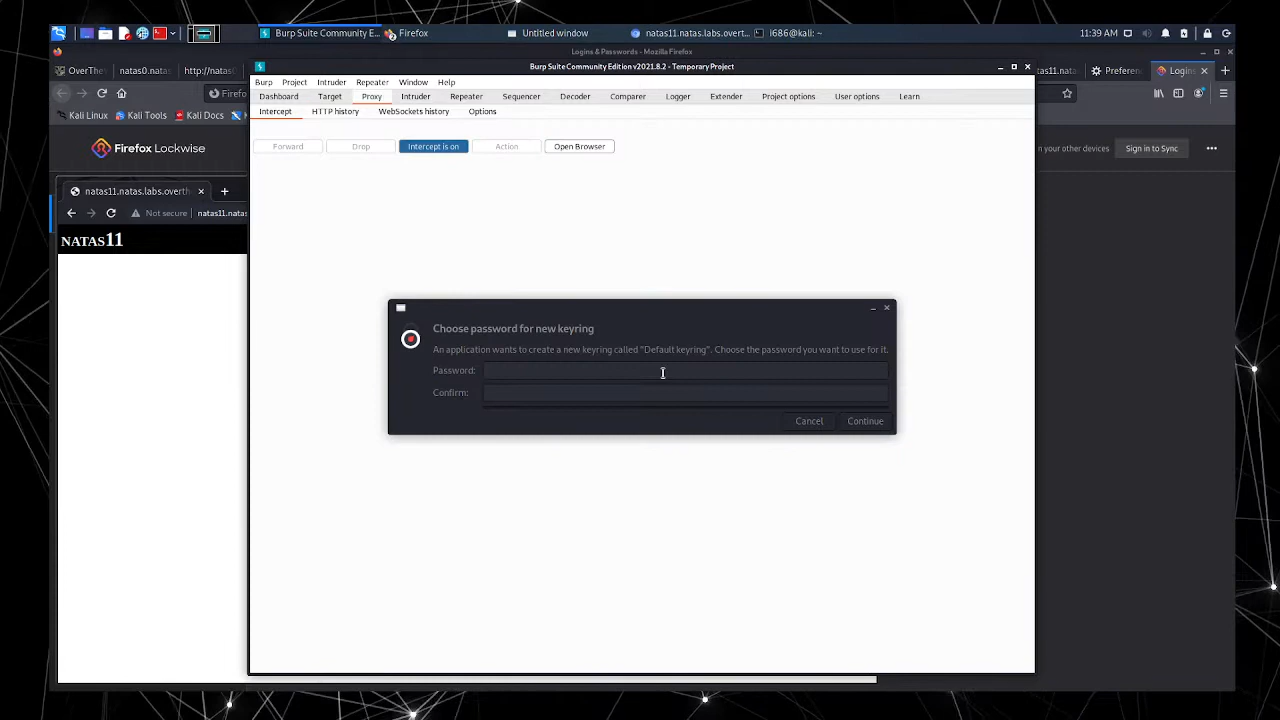 Burp Suite Community E...
Firefox
Untitled window
natas11.natas.labs.overt...
i686@kali: ~
11:39 AM
Logins & Passwords - Mozilla Firefox
OverThe
natas0.nata:
http://natas
Burp Suite Community Edition v2021.8.2 - Temporary Project
tas11.nat
Preferen
Logins
Burp
Project
Intruder
Repeater
Window
Help
Firefo
Dashboard
Target
Proxy
Intruder
Repeater
Sequencer
Decoder
Comparer
Logger
Extender
Project options
User options
Learn
Kali Linux
Kali Tools
Kali Docs
Intercept
HTTP history
WebSockets history
Options
Firefox Lockwise
Forward
Drop
Intercept is on
Action
Open Browser
n your other devices
Sign in to Sync
natas11.natas.labs.overth
Not secure
natas11.natas
NATAS11
Choose password for new keyring
An application wants to create a new keyring called "Default keyring". Choose the password you want to use for it.
Password:
Confirm:
Cancel
Continue